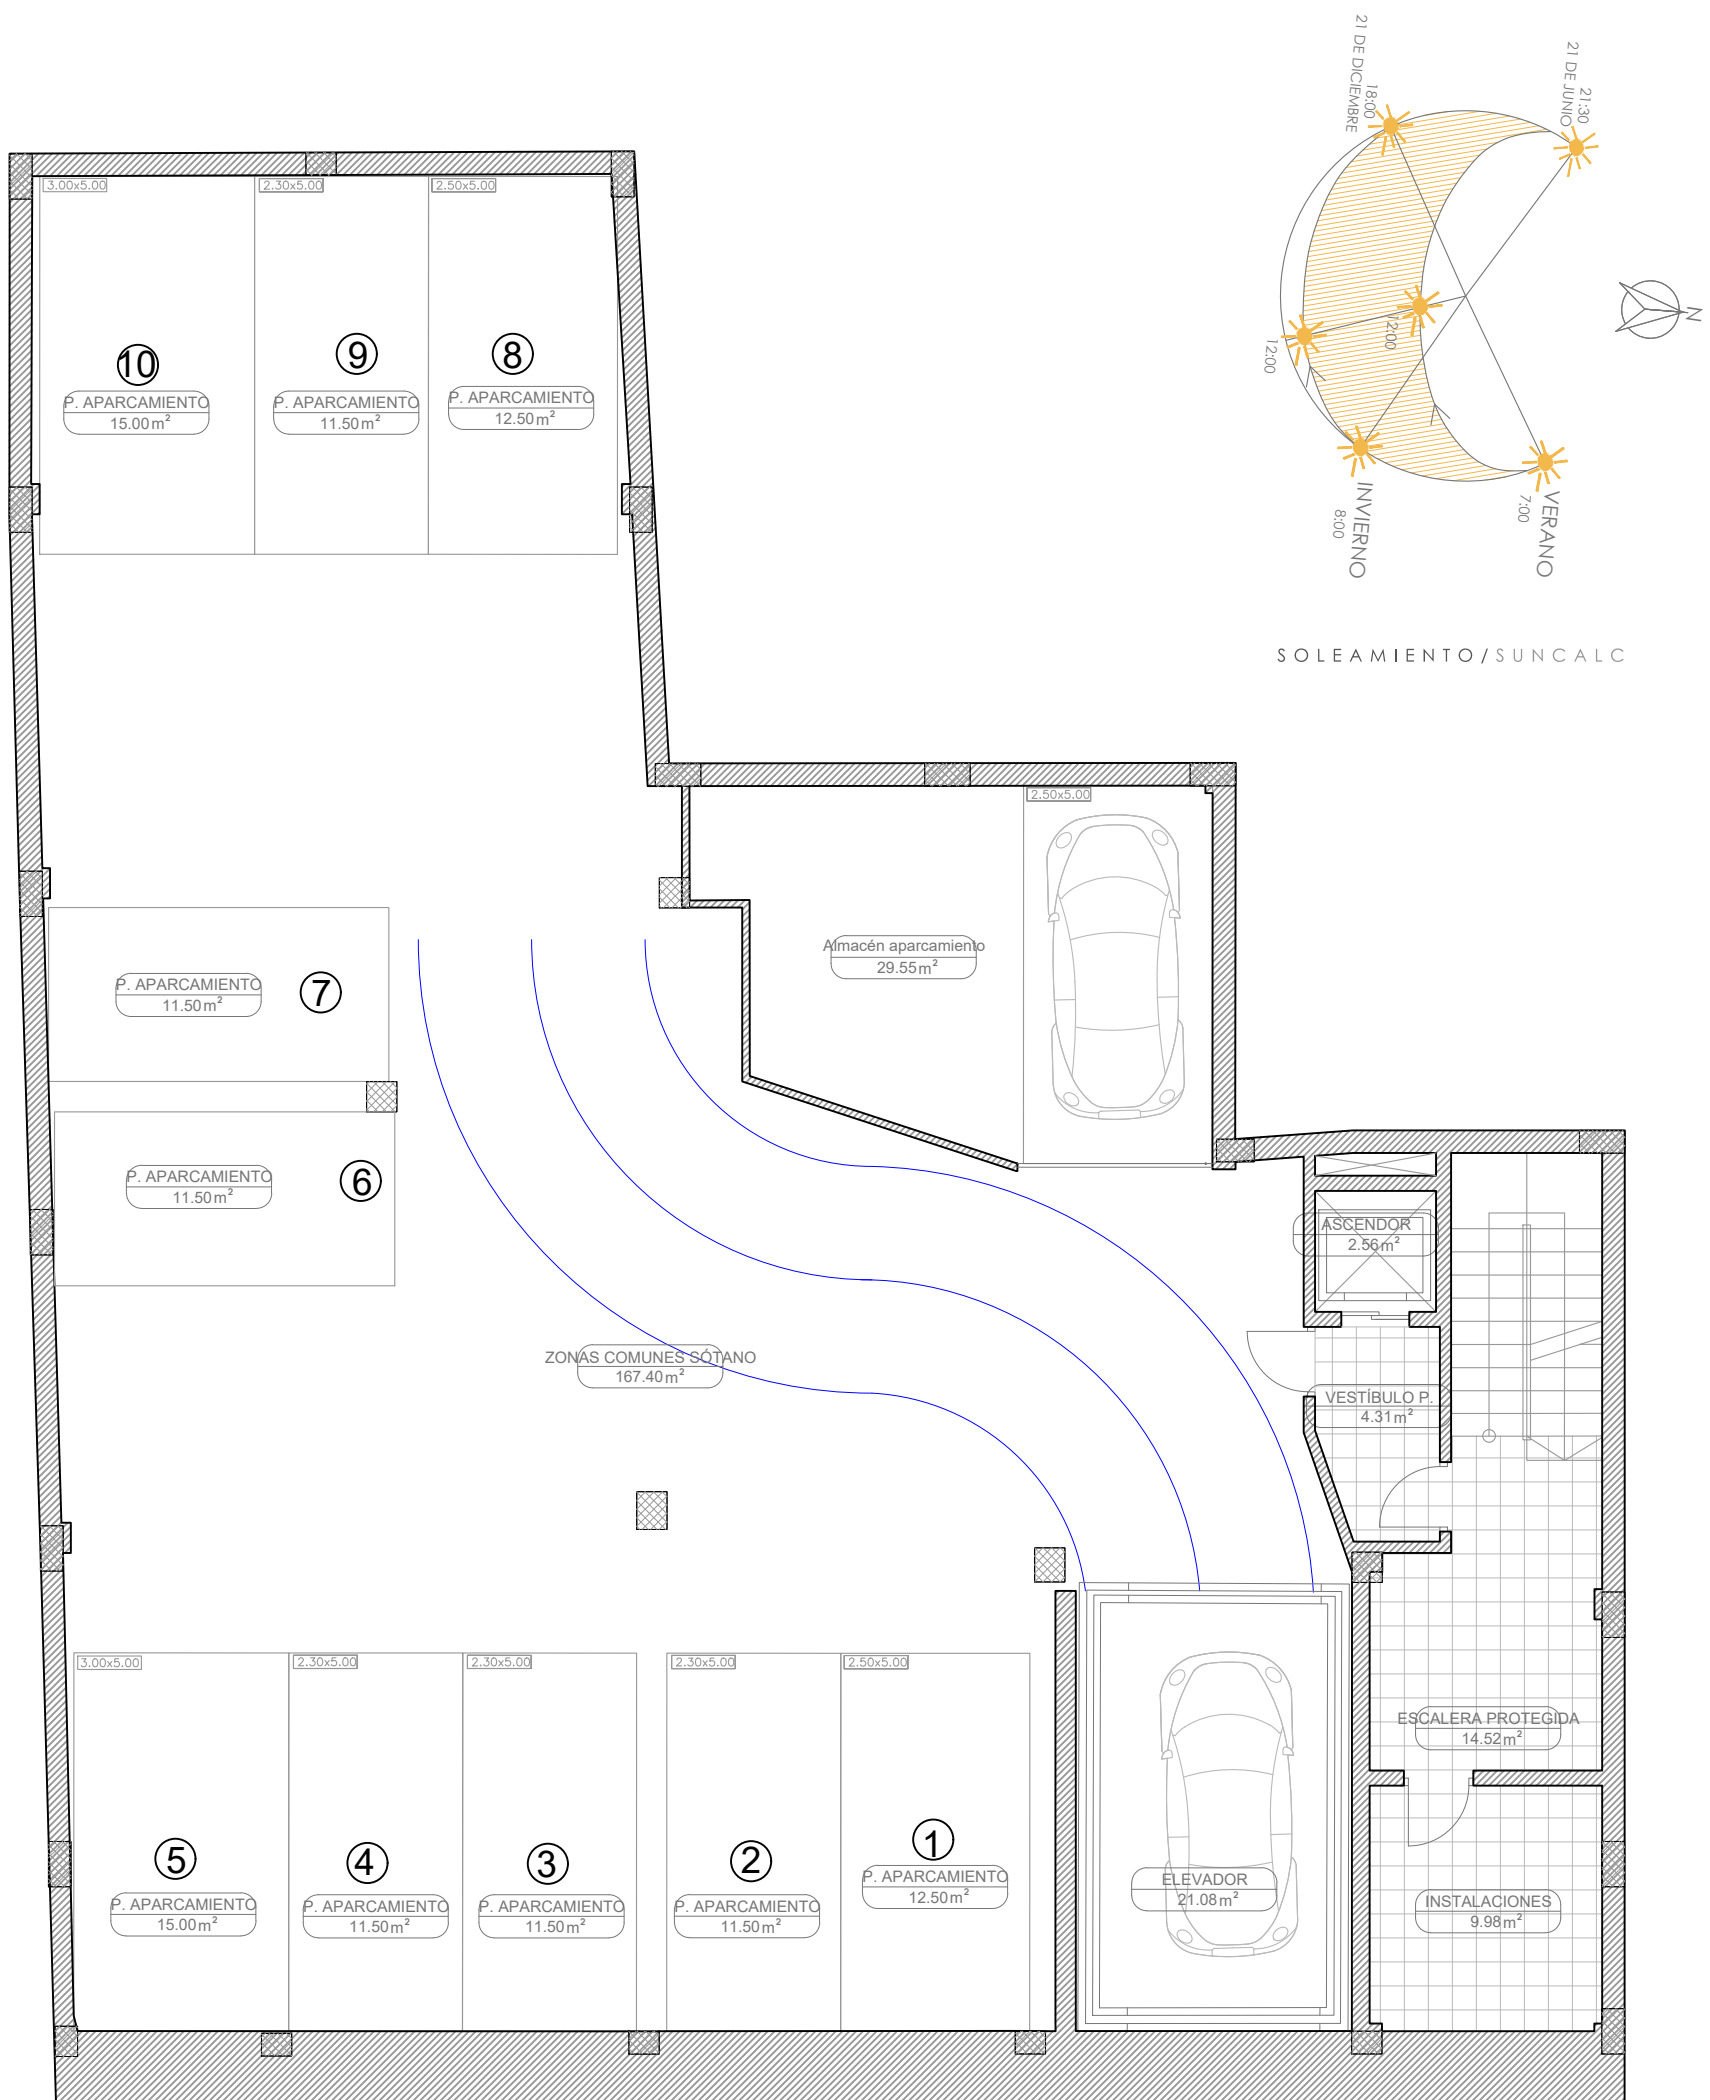 21 DE DICIEMBRE
18:00
21 DE JUNIO
21:30
12:00
12:00
N
INVIERNO
8:00
VERANO
7:00
SOLEAMIENTO/SUNCALC
3.00x5.00
2.30x5.00
2.50x5.00
10
P. APARCAMIENTO
15.00m²
9
P. APARCAMIENTO
11.50m²
8
P. APARCAMIENTO
12.50m²
2.50x5.00
Almacén aparcamiento
29.55m²
P. APARCAMIENTO
11.50m²
7
P. APARCAMIENTO
11.50m²
6
ASCENDOR
2.56m²
ZONAS COMUNES SÓTANO
167.40m²
VESTÍBULO P.
4.31m²
3.00x5.00
2.30x5.00
2.30x5.00
2.30x5.00
2.50x5.00
ESCALERA PROTEGIDA
14.52m²
5
P. APARCAMIENTO
15.00m²
4
P. APARCAMIENTO
11.50m²
3
P. APARCAMIENTO
11.50m²
2
P. APARCAMIENTO
11.50m²
1
P. APARCAMIENTO
12.50m²
ELEVADOR
21.08m²
INSTALACIONES
9.98m²